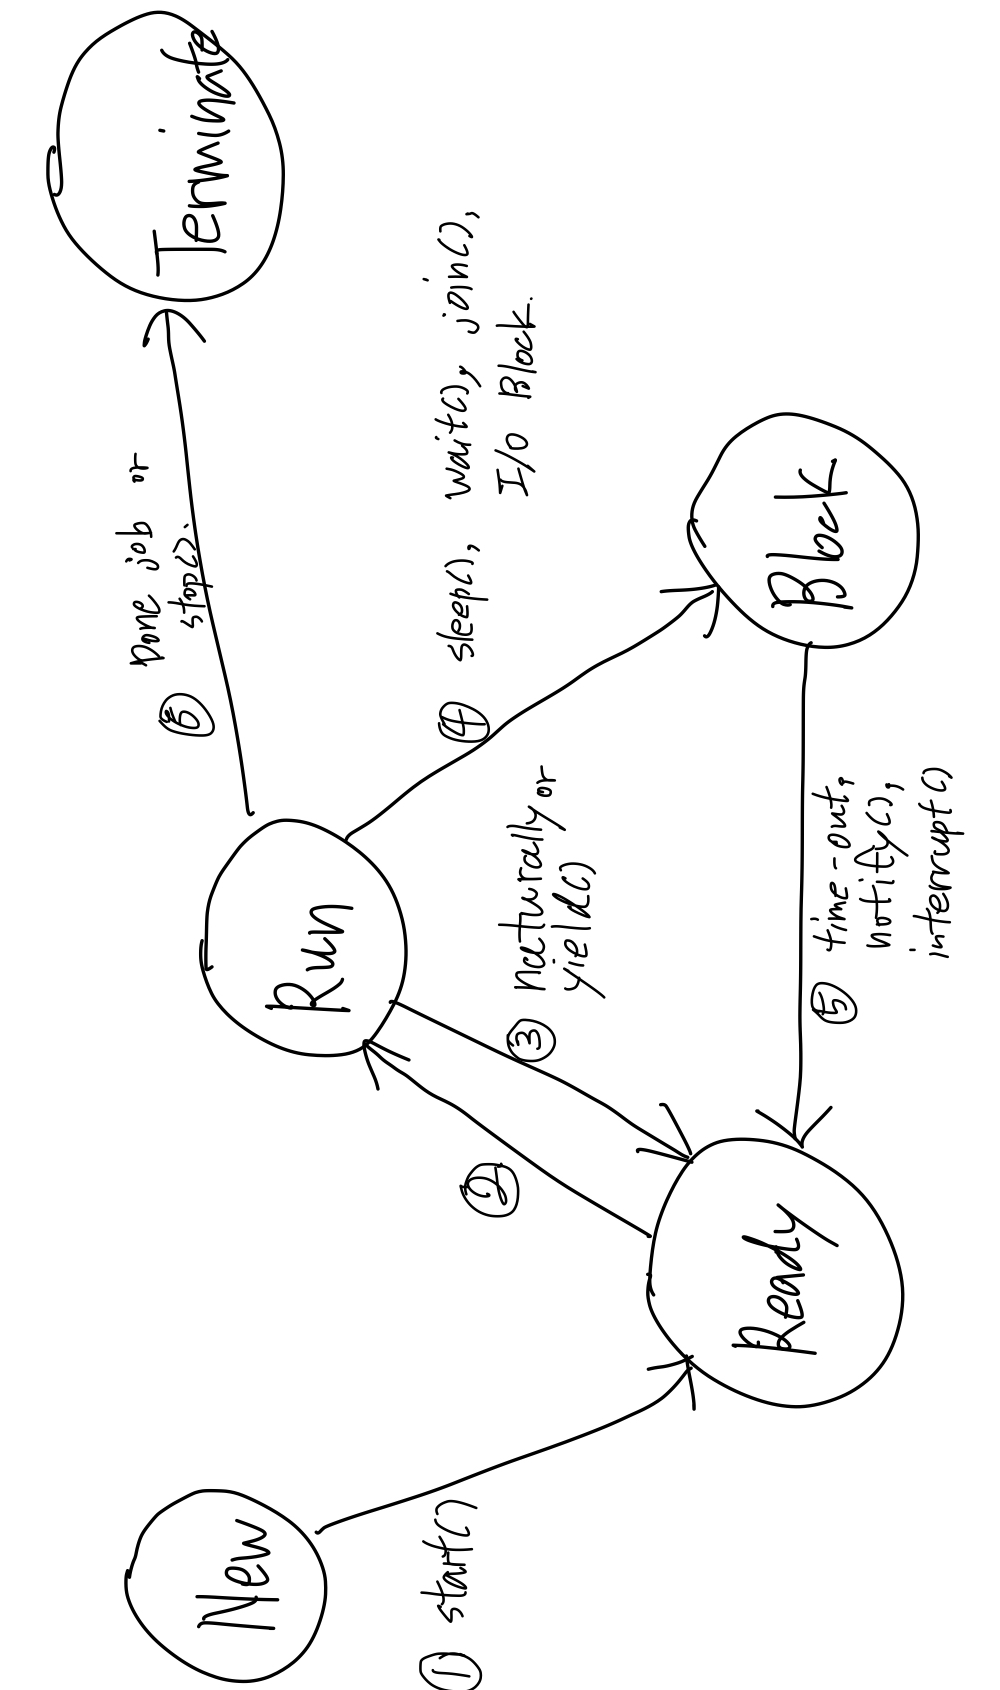 New
① start()
Run
②
③ naturally or
yield()
⑥ Done job or
stop().
Terminate
④ sleep(), wait(), join(),
I/O Block.
Ready
Block
⑤ time-out,
notify(),
interrupt()